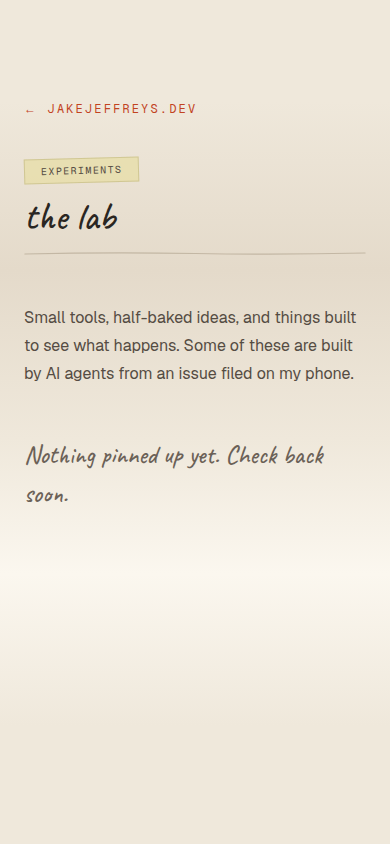 ← JAKEJEFFREYS.DEV
EXPERIMENTS
the lab
Small tools, half-baked ideas, and things built
to see what happens. Some of these are built
by AI agents from an issue filed on my phone.
Nothing pinned up yet. Check back
soon.